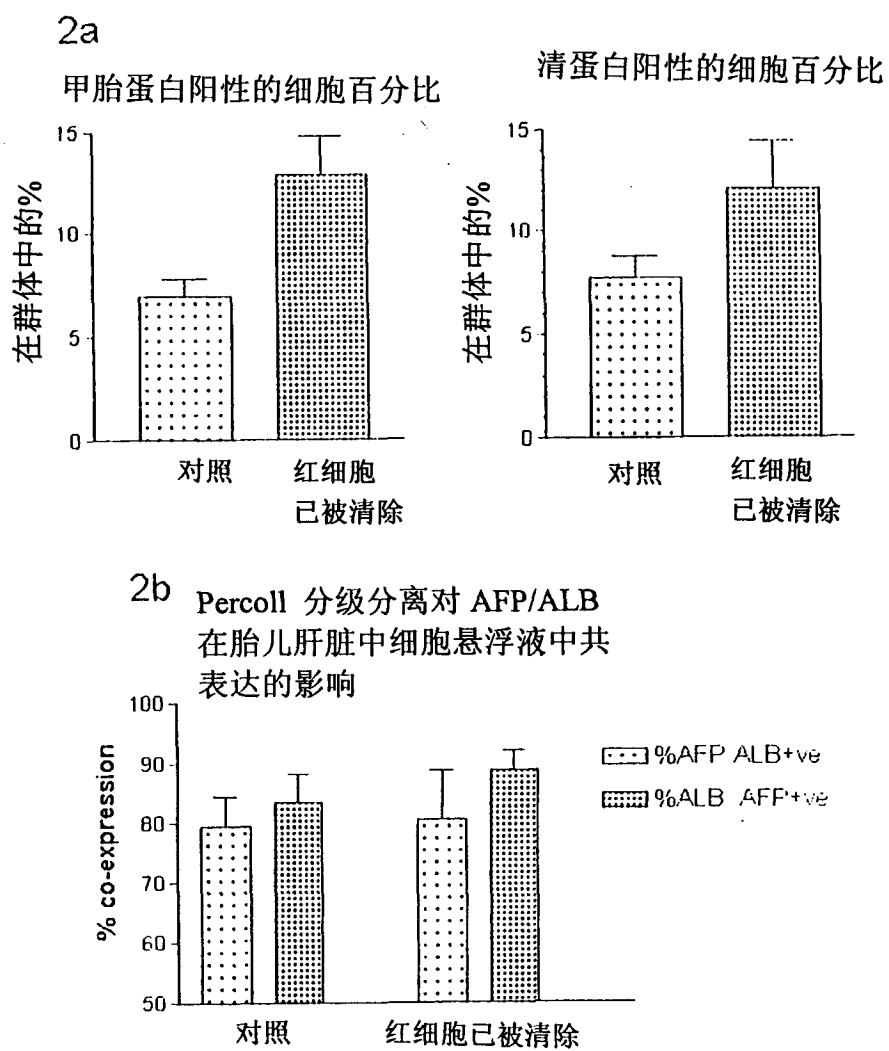 2a
甲胎蛋白阳性的细胞百分比
在群体中的%
15
10
5
0
对照
红细胞
已被清除
清蛋白阳性的细胞百分比
在群体中的%
15
10
5
0
对照
红细胞
已被清除
2b
Percoll 分级分离对 AFP/ALB
在胎儿肝脏中细胞悬浮液中共
表达的影响
% co-expression
100
90
80
70
60
50
对照
红细胞已被清除
%AFP ALB+ve
%ALB AFP+ve